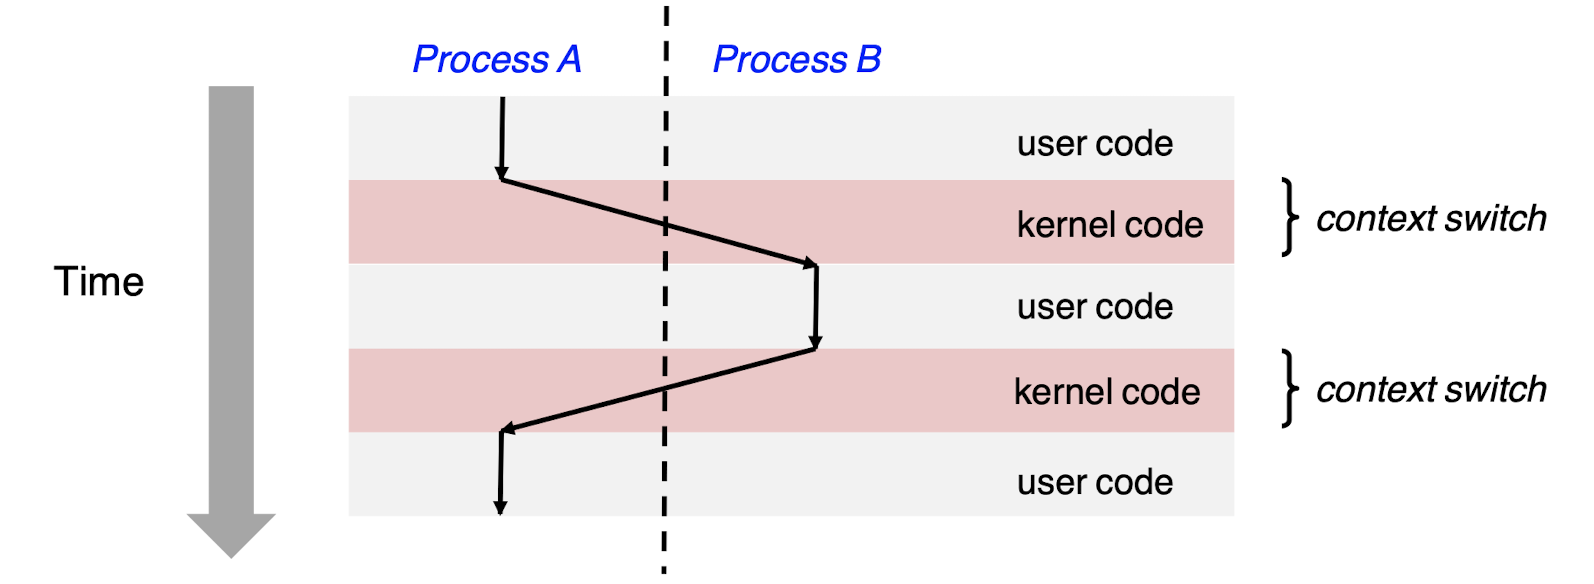 Process A
Process B
user code
kernel code
context switch
Time
user code
kernel code
context switch
user code